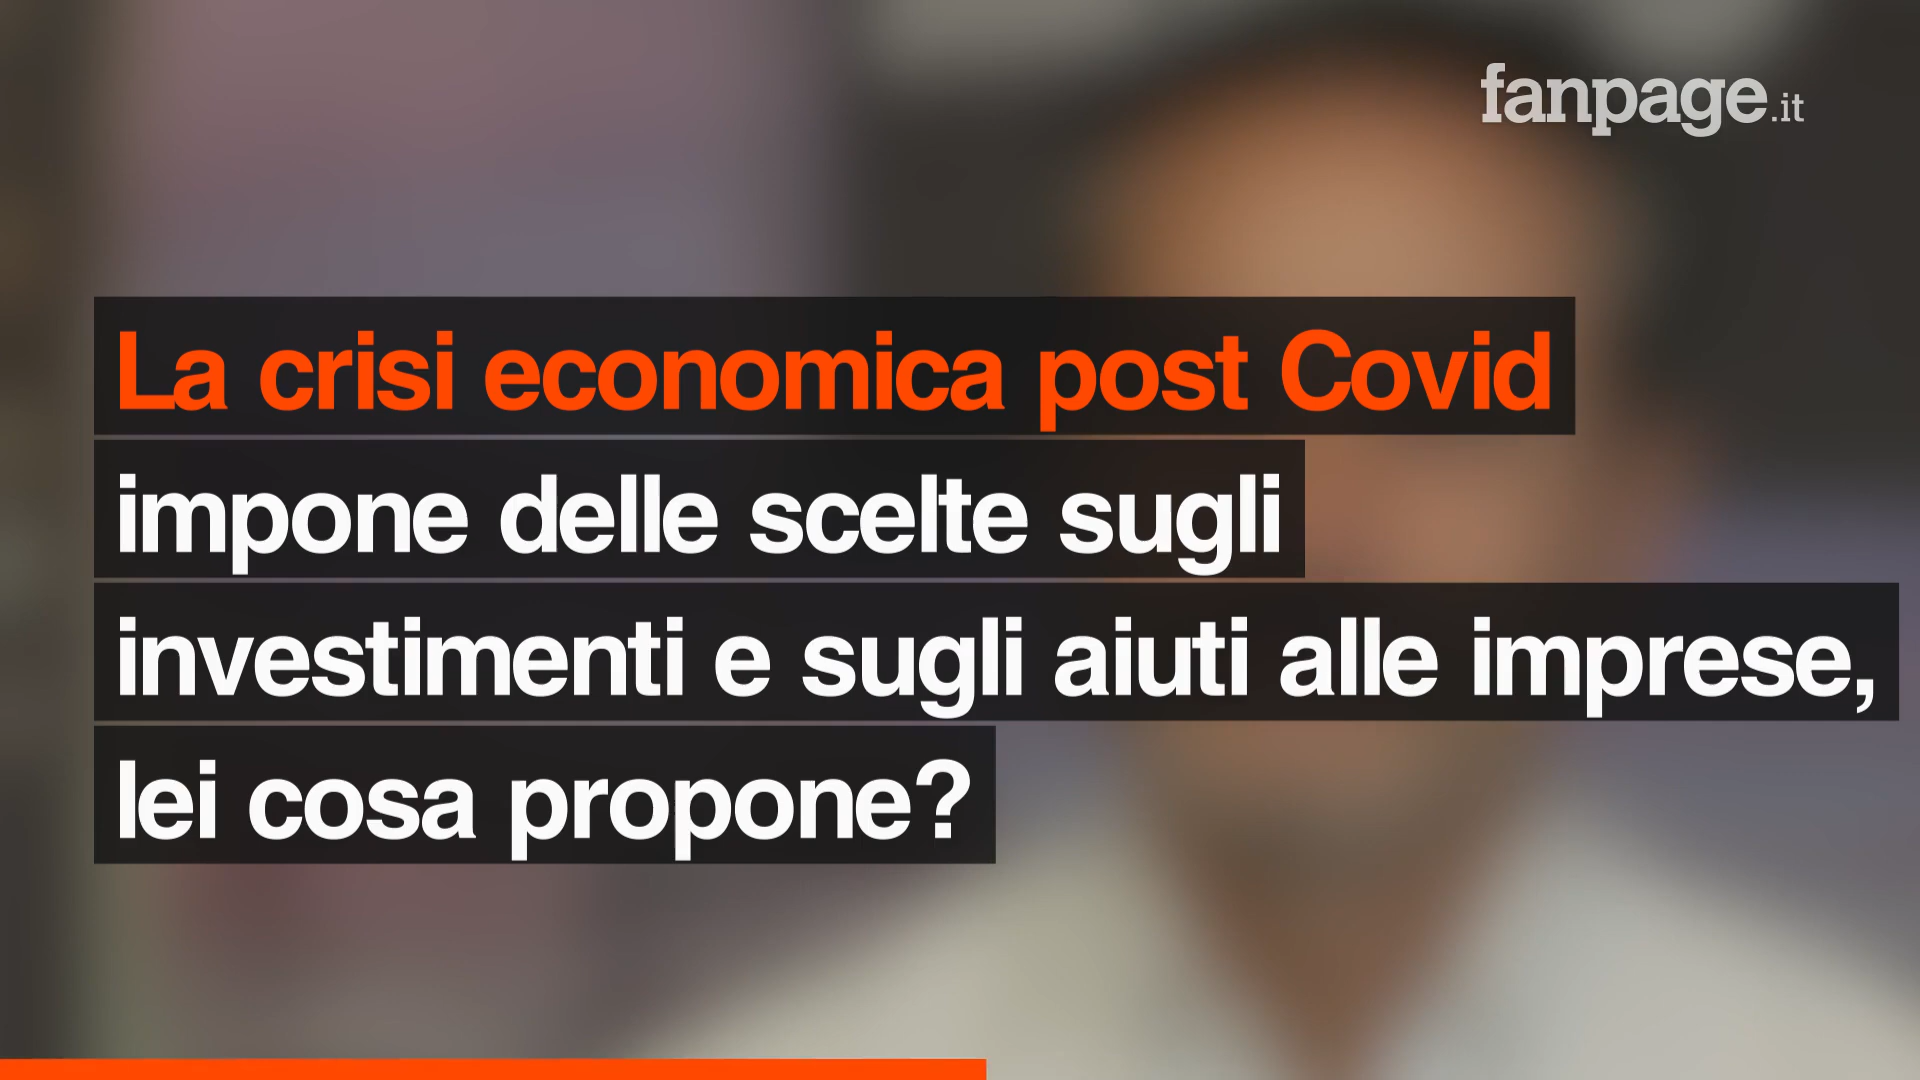 fanpage.it
La crisi economica post Covid
impone delle scelte sugli
investimenti e sugli aiuti alle imprese,
lei cosa propone?